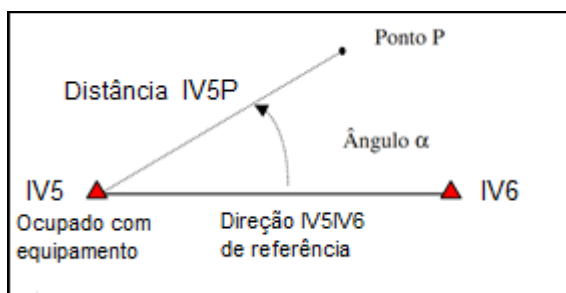 Ponto P
Distância IV5P
Ângulo α
IV5
IV6
Ocupado com
equipamento
Direção IV5IV6
de referência